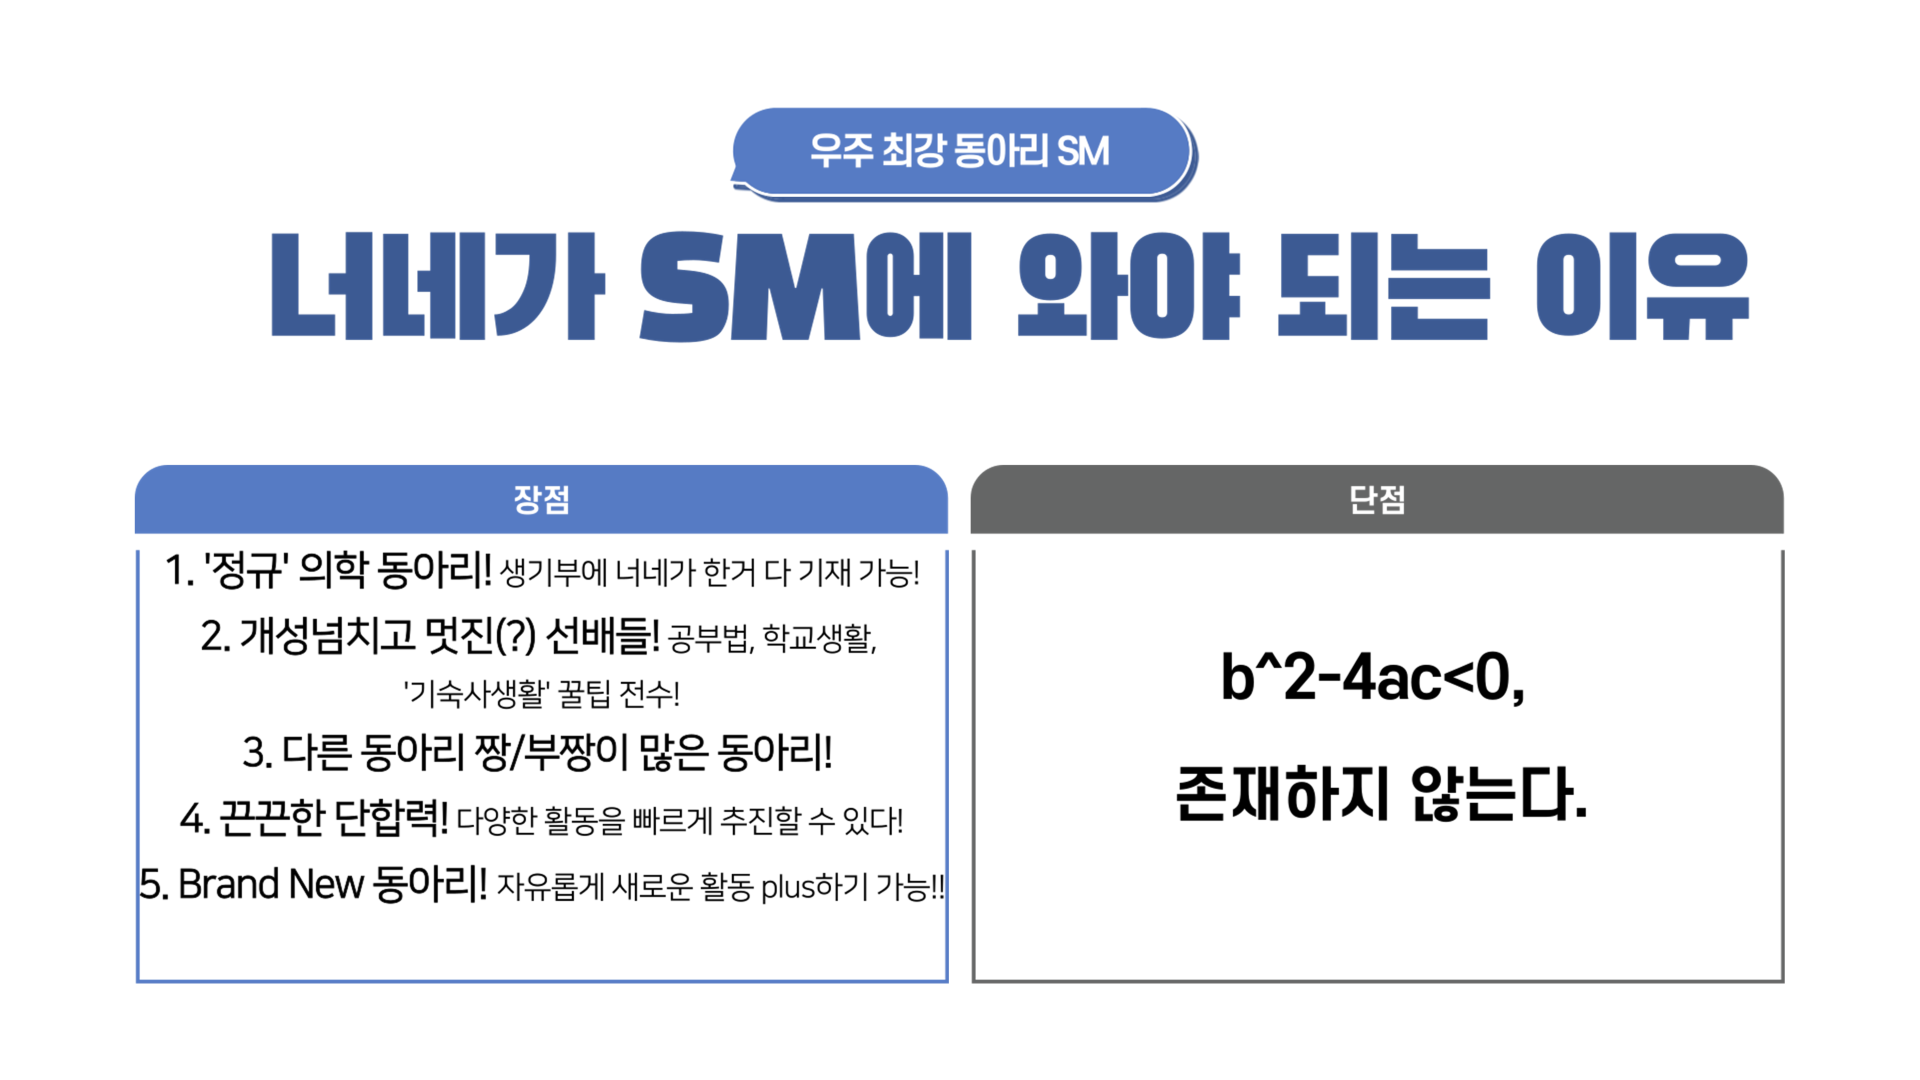 우주 최강 동아리 SM
너네가 SM에 와야 되는 이유
장점
1. '정규' 의학 동아리! 생기부에 너네가 한거 다 기재 가능!
2. 개성넘치고 멋진(?) 선배들! 공부법, 학교생활,
'기숙사생활' 꿀팁 전수!
3. 다른 동아리 짱/부짱이 많은 동아리!
4. 끈끈한 단합력! 다양한 활동을 빠르게 추진할 수 있다!
5. Brand New 동아리! 자유롭게 새로운 활동 plus하기 가능!!
단점
b^2-4ac<0,
존재하지 않는다.